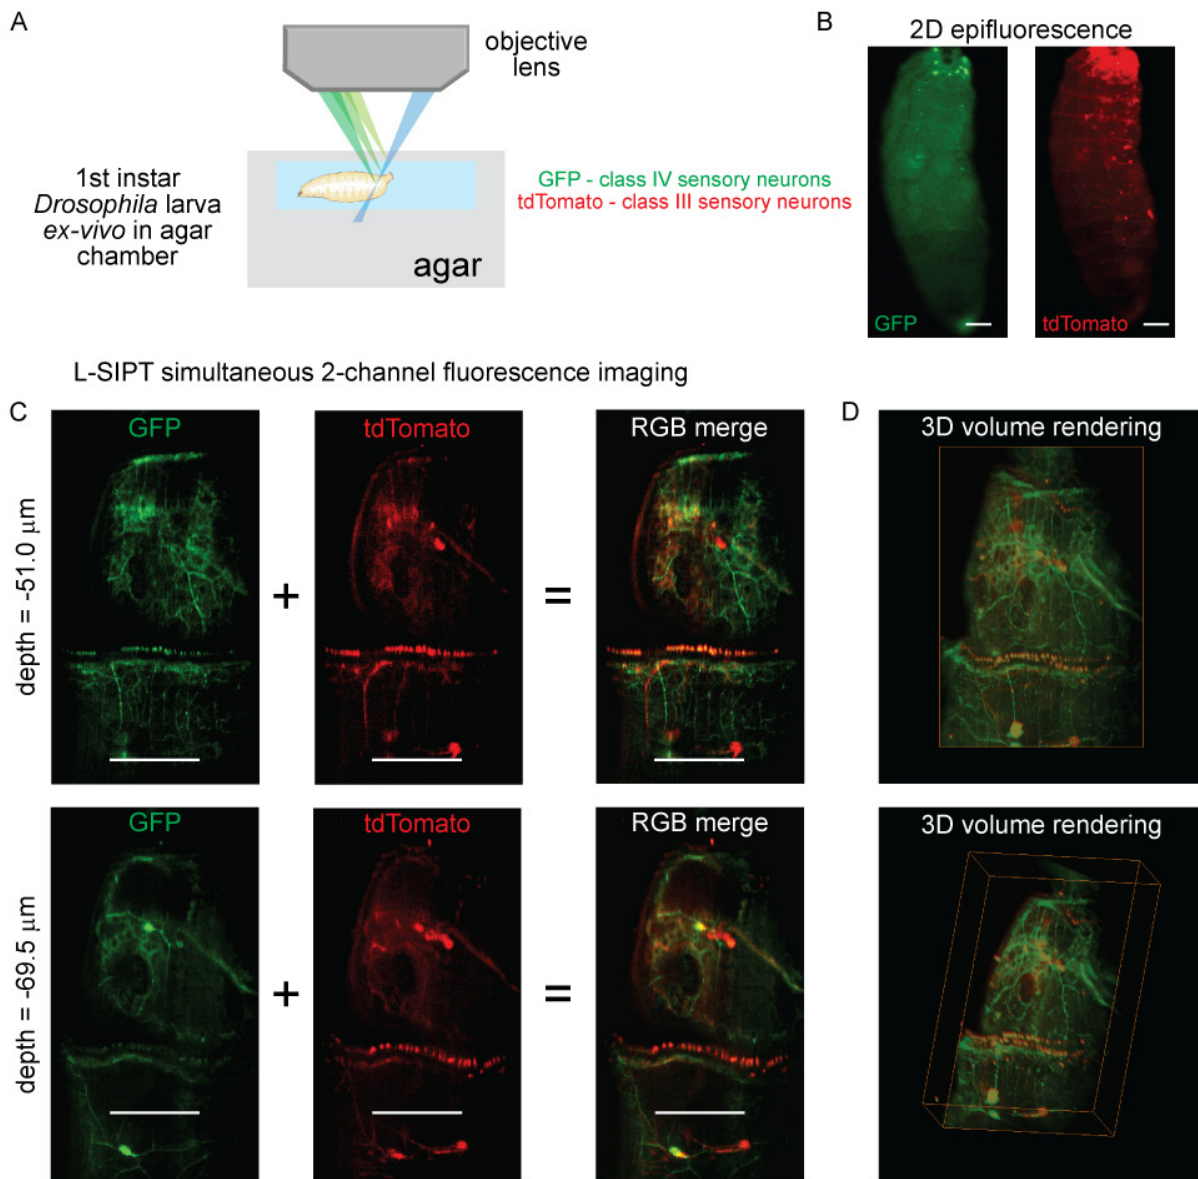 A
objective
lens
1st instar
Drosophila larva
ex-vivo in agar
chamber
agar
GFP - class IV sensory neurons
tdTomato - class III sensory neurons
B
2D epifluorescence
GFP
tdTomato
L-SIPT simultaneous 2-channel fluorescence imaging
C
GFP
tdTomato
RGB merge
D
3D volume rendering
depth = -51.0 μm
+
=
GFP
tdTomato
RGB merge
3D volume rendering
depth = -69.5 μm
+
=